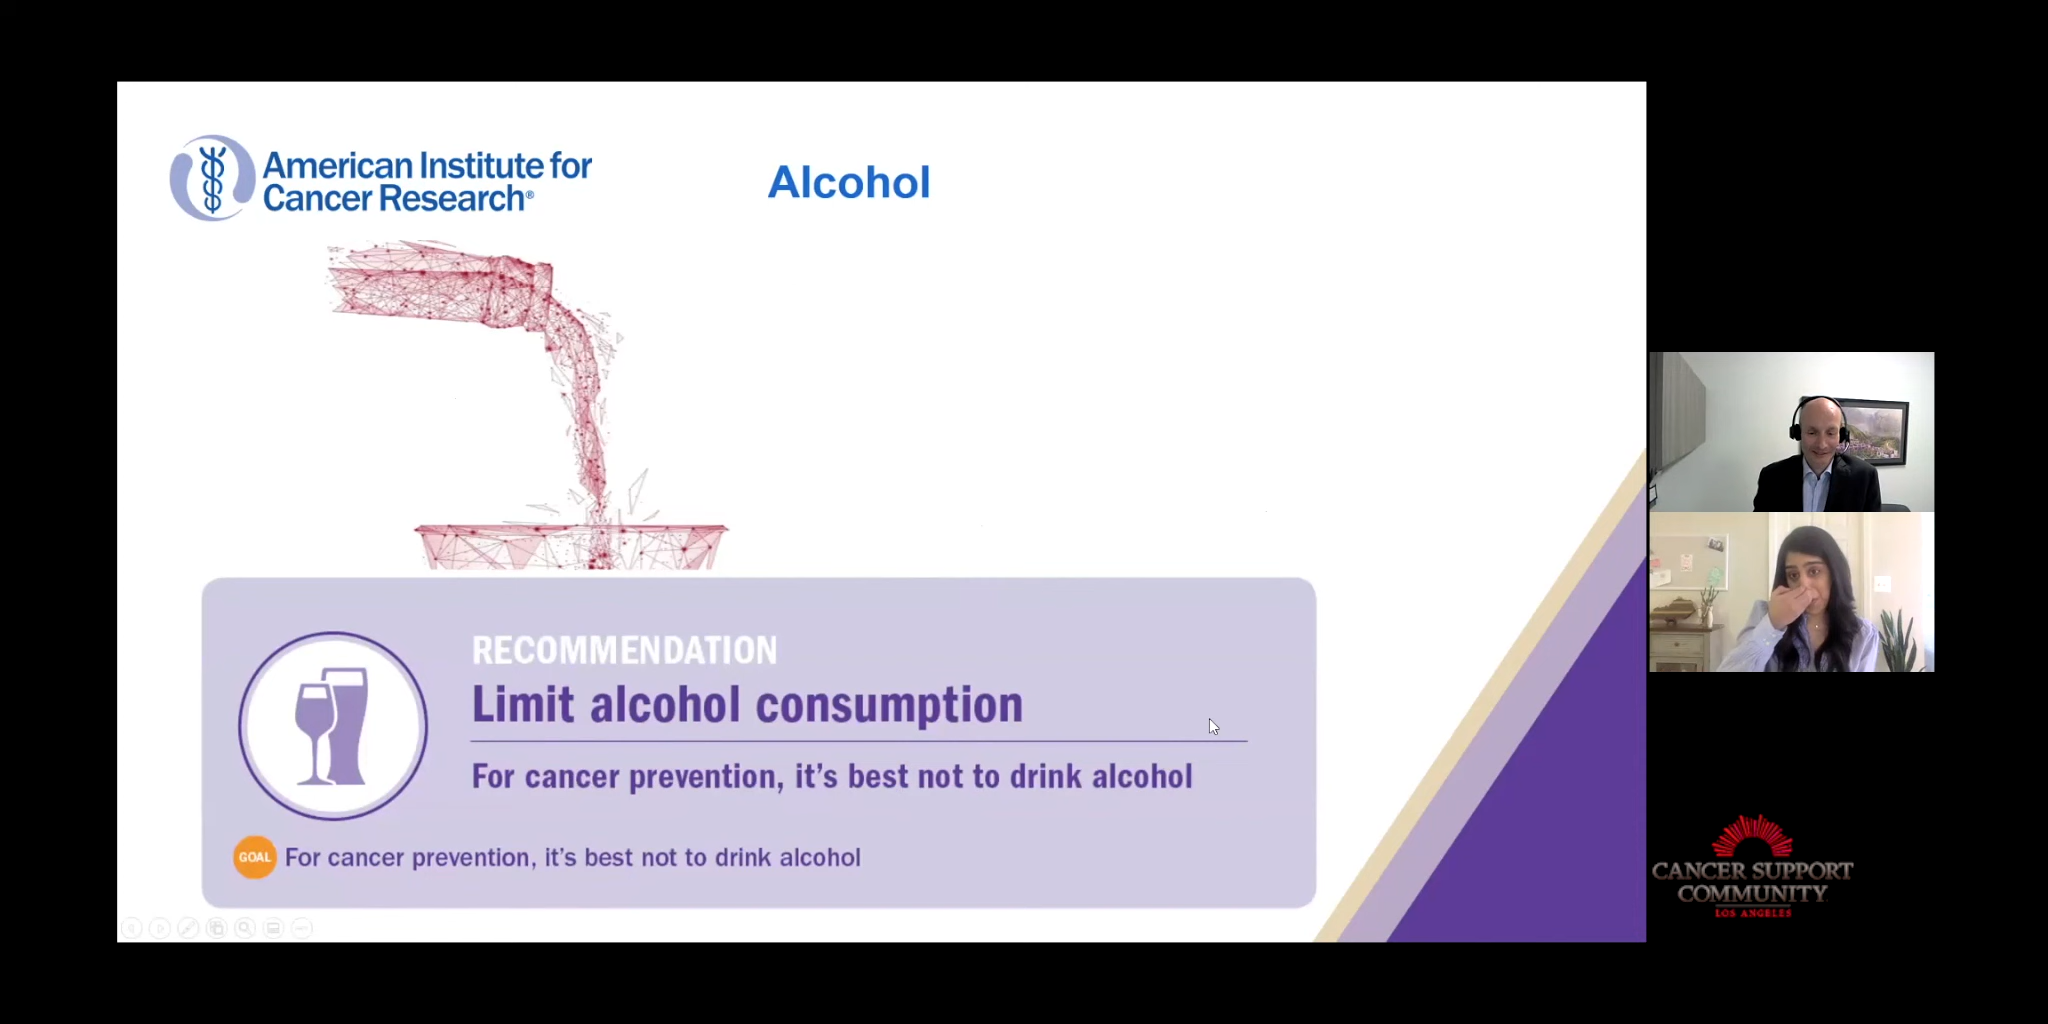 American Institute for
Cancer Research®
Alcohol
RECOMMENDATION
Limit alcohol consumption
For cancer prevention, it's best not to drink alcohol
GOAL For cancer prevention, it's best not to drink alcohol
CANCER SUPPORT
COMMUNITY
LOS ANGELES